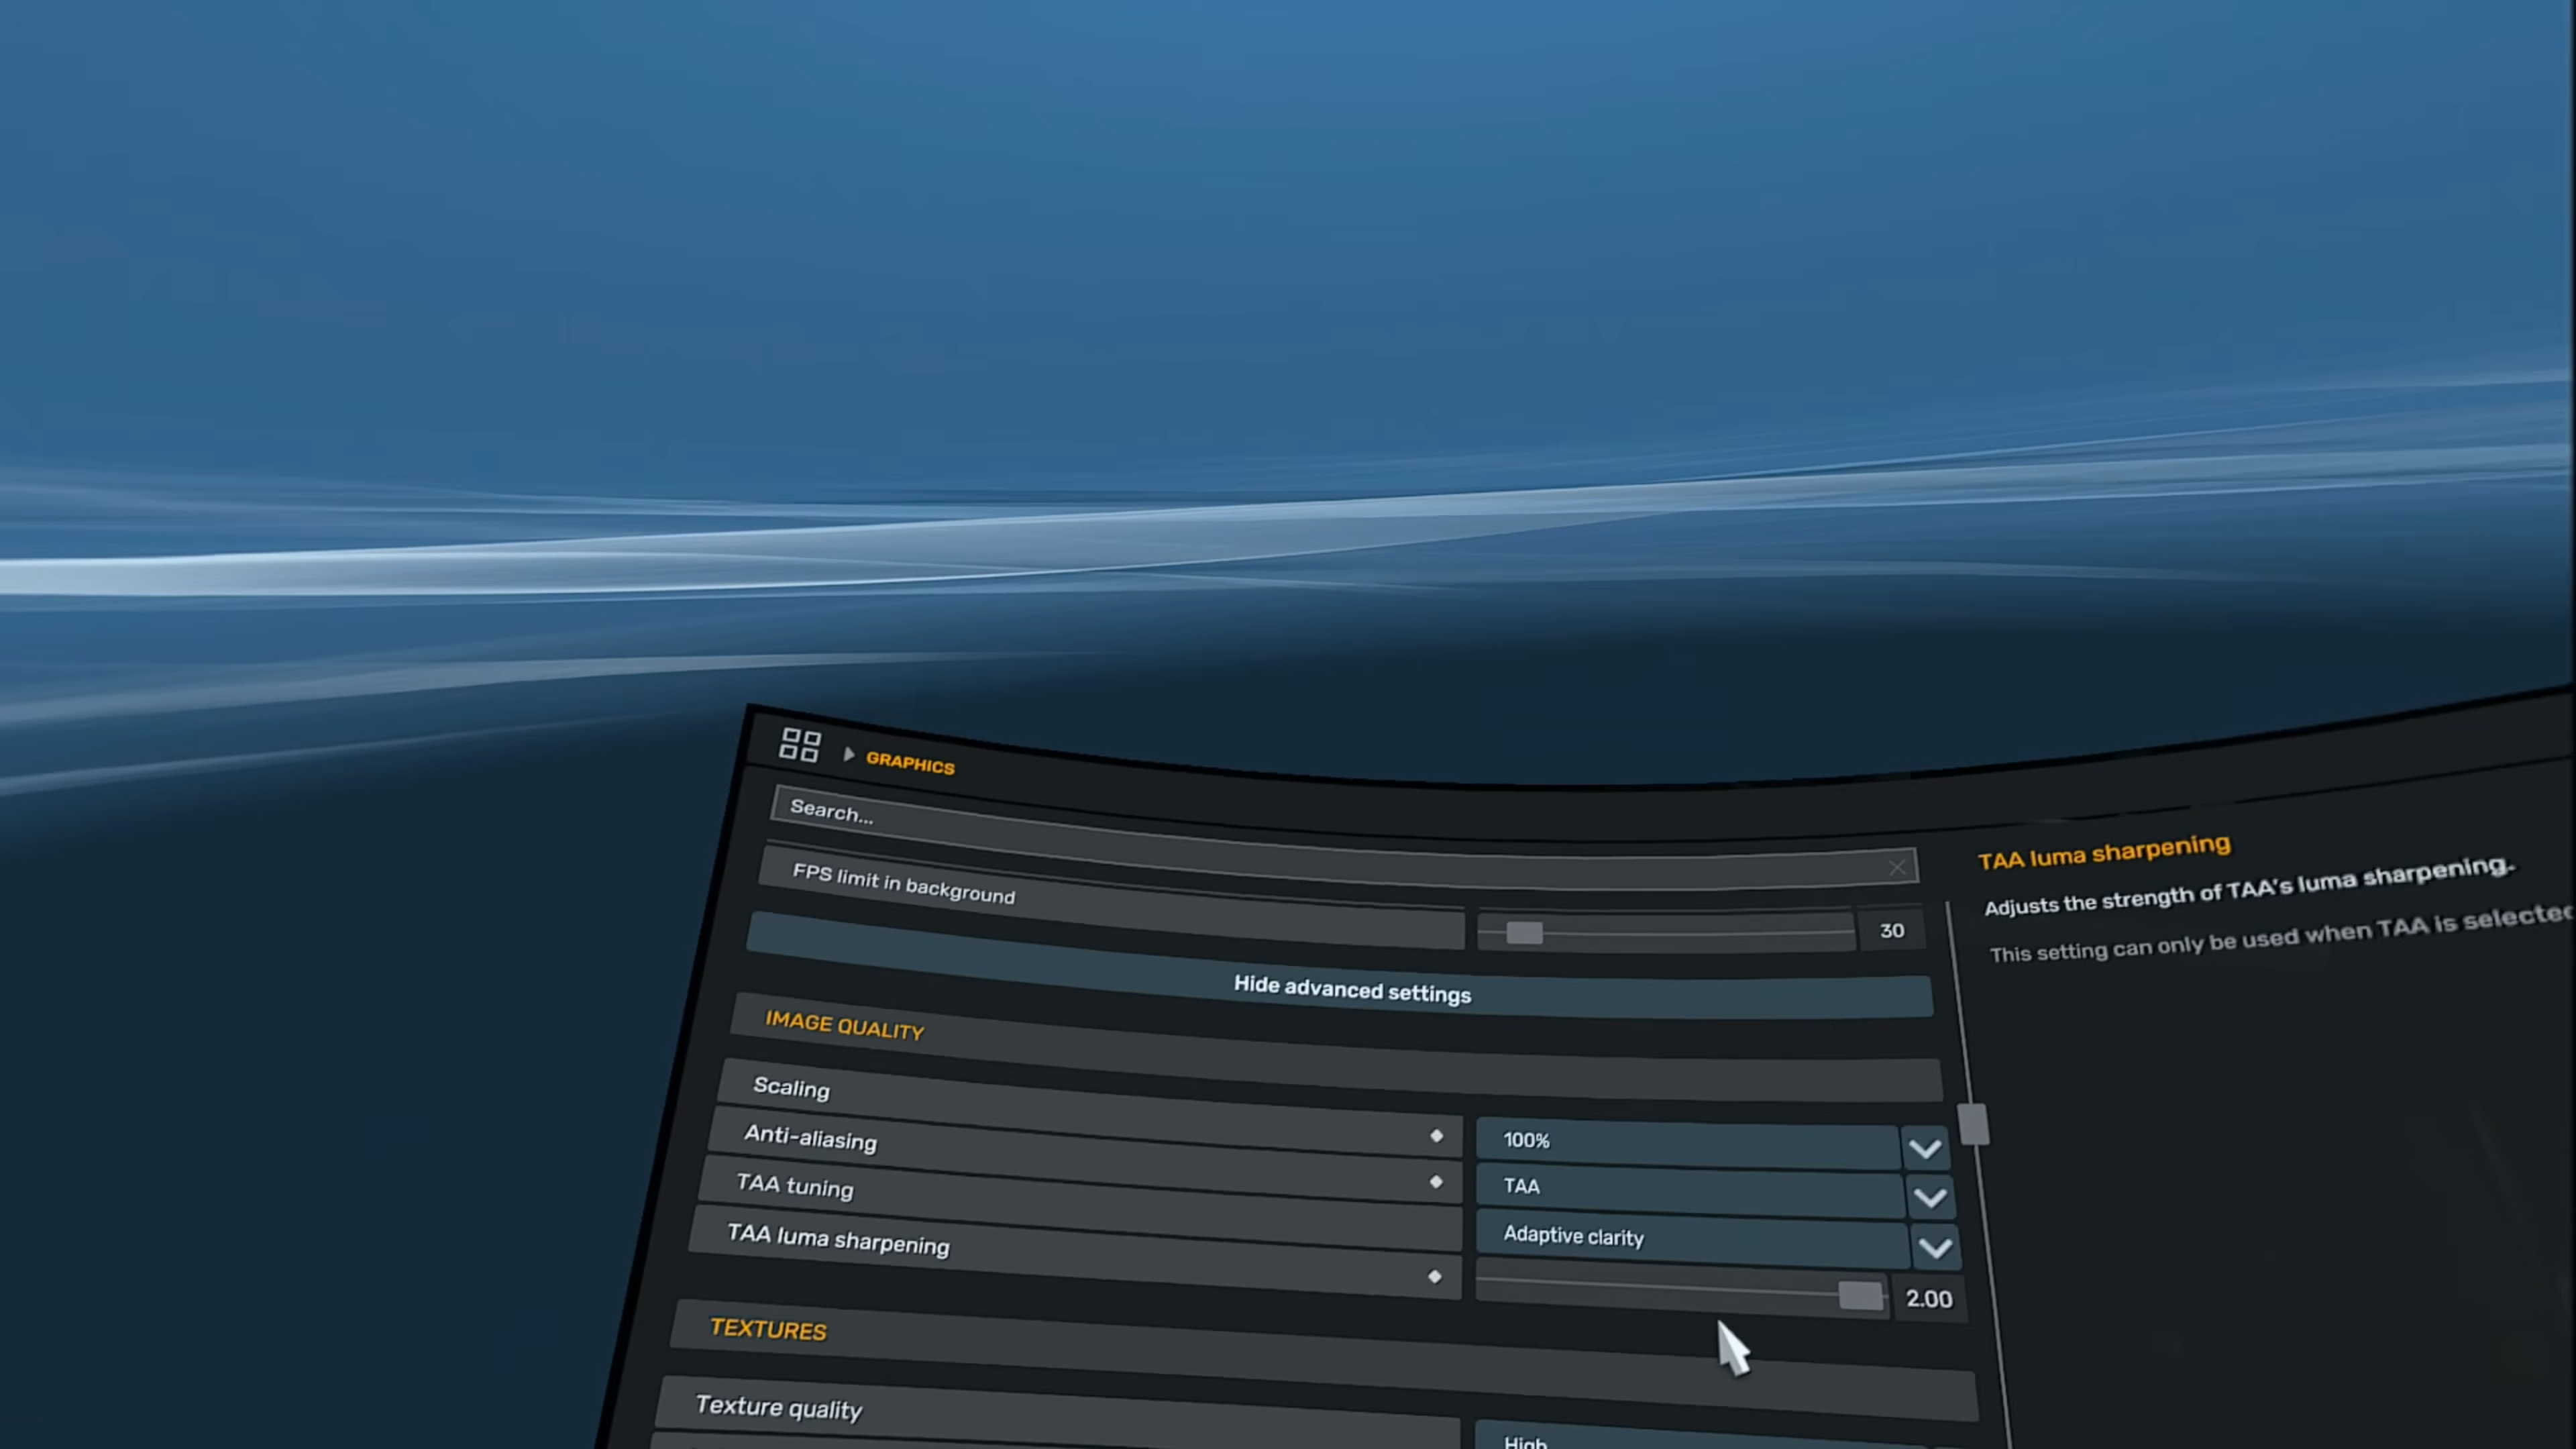 GRAPHICS
Search...
FPS limit in background
30
Hide advanced settings
IMAGE QUALITY
Scaling
100%
Anti-aliasing
TAA
TAA tuning
Adaptive clarity
TAA luma sharpening
2.00
TEXTURES
Texture quality
High
TAA luma sharpening
Adjusts the strength of TAA's luma sharpening.
This setting can only be used when TAA is selected